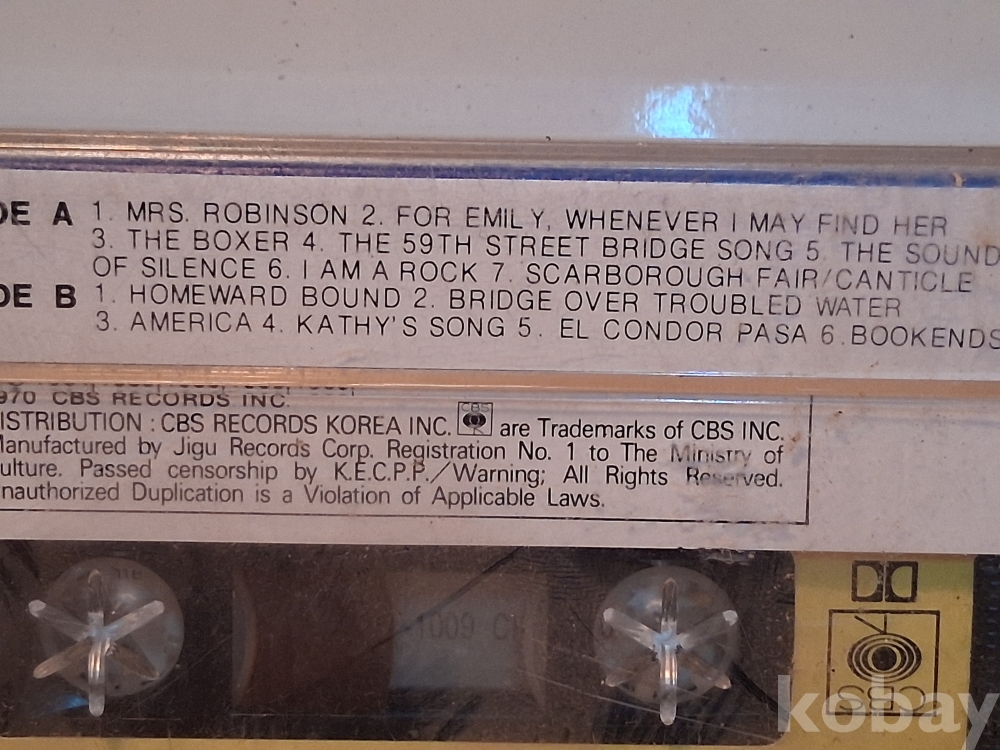 DE A 1. MRS. ROBINSON 2. FOR EMILY, WHENEVER I MAY FIND HER
3. THE BOXER 4. THE 59TH STREET BRIDGE SONG 5. THE SOUND
OF SILENCE 6. I AM A ROCK 7. SCARBOROUGH FAIR/CANTICLE
DE B 1. HOMEWARD BOUND 2. BRIDGE OVER TROUBLED WATER
3. AMERICA 4. KATHY'S SONG 5. EL CONDOR PASA 6. BOOKENDS
970 CBS RECORDS INC.
ISTRIBUTION : CBS RECORDS KOREA INC. CBS are Trademarks of CBS INC.
anufactured by Jigu Records Corp. Registration No. 1 to The Ministry of
ulture. Passed censorship by K.E.C.P.P./Warning; All Rights Reserved.
nauthorized Duplication is a Violation of Applicable Laws.
1009
CBS
kobay